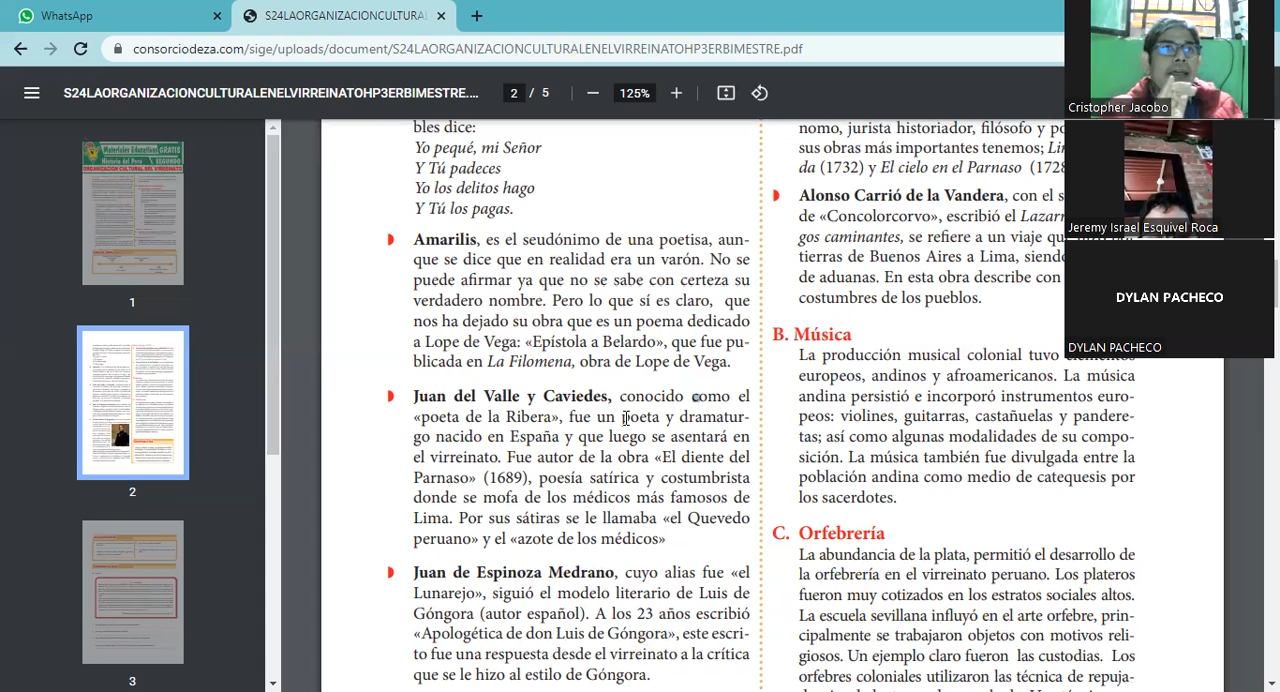 WhatsApp
S24LAORGANIZACIONCULTURAL
consorciodeza.com/sige/uploads/document/S24LAORGANIZACIONCULTURALENELVIRREINATOHP3ERBIMESTRE.pdf
S24LAORGANIZACIONCULTURALENELVIRREINATOHP3ERBIMESTRE....
2 / 5
125%
Materiales Educativos GRATIS
Historia del Perú SEGUNDO
ORGANIZACION CULTURAL DEL VIRREINATO
1
2
3
bles dice:
Yo pequé, mi Señor
Y Tú padeces
Yo los delitos hago
Y Tú los pagas.
Amarilis, es el seudónimo de una poetisa, aun-
que se dice que en realidad era un varón. No se
puede afirmar ya que no se sabe con certeza su
verdadero nombre. Pero lo que sí es claro, que
nos ha dejado su obra que es un poema dedicado
a Lope de Vega: «Epístola a Belardo», que fue pu-
blicada en La Filomena, obra de Lope de Vega.
Juan del Valle y Caviedes, conocido como el
«poeta de la Ribera», fue un poeta y dramatur-
go nacido en España y que luego se asentará en
el virreinato. Fue autor de la obra «El diente del
Parnaso» (1689), poesía satírica y costumbrista
donde se mofa de los médicos más famosos de
Lima. Por sus sátiras se le llamaba «el Quevedo
peruano» y el «azote de los médicos»
Juan de Espinoza Medrano, cuyo alias fue «el
Lunarejo», siguió el modelo literario de Luis de
Góngora (autor español). A los 23 años escribió
«Apologética de don Luis de Góngora», este escri-
to fue una respuesta desde el virreinato a la crítica
que se le hizo al estilo de Góngora.
nomo, jurista historiador, filósofo y po
sus obras más importantes tenemos; Li
da (1732) y El cielo en el Parnaso (1728
Alonso Carrió de la Vandera, con el s
de «Concolorcorvo», escribió el Lazar
gos caminantes, se refiere a un viaje qu
tierras de Buenos Aires a Lima, siend
de aduanas. En esta obra describe con
costumbres de los pueblos.
B. Música
La producción musical colonial tuvo elementos
europeos, andinos y afroamericanos. La música
andina persistió e incorporó instrumentos euro-
peos: violines, guitarras, castañuelas y pandere-
tas; así como algunas modalidades de su compo-
sición. La música también fue divulgada entre la
población andina como medio de catequesis por
los sacerdotes.
C. Orfebrería
La abundancia de la plata, permitió el desarrollo de
la orfebrería en el virreinato peruano. Los plateros
fueron muy cotizados en los estratos sociales altos.
La escuela sevillana influyó en el arte orfebre, prin-
cipalmente se trabajaron objetos con motivos reli-
giosos. Un ejemplo claro fueron las custodias. Los
orfebres coloniales utilizaron las técnica de repuja-
Cristopher Jacobo
Jeremy Israel Esquivel Roca
DYLAN PACHECO
DYLAN PACHECO